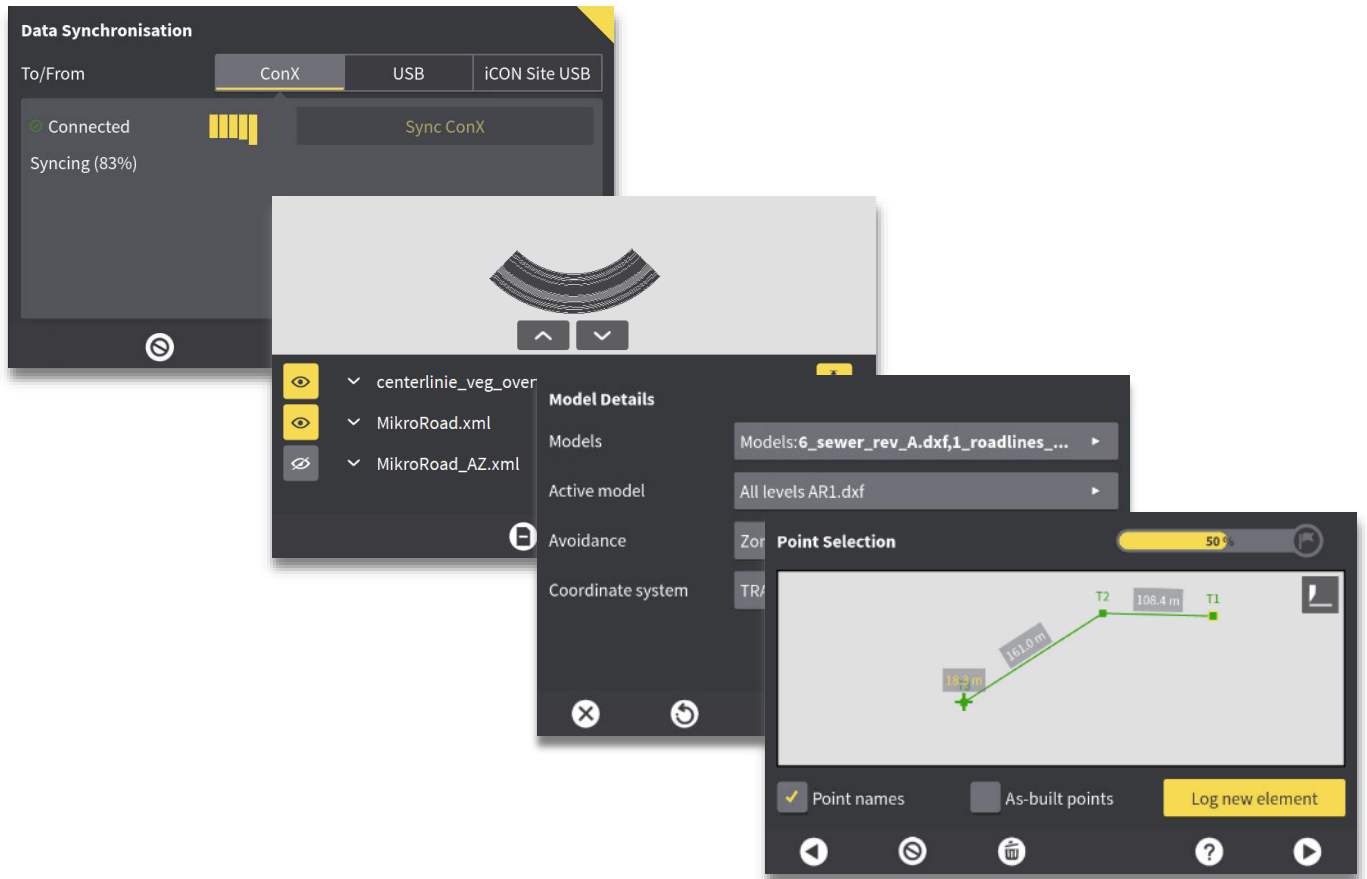 Data Synchronisation
To/From ConX USB iCON Site USB
Connected Sync ConX
Syncing (83%)
centerlinie_veg_over
MikroRoad.xml
MikroRoad_AZ.xml
Model Details
Models Models:6_sewer_rev_A.dxf,1_roadlines_...
Active model All levels AR1.dxf
Avoidance Zon
Coordinate system TRA
Point Selection 50 %
T2 108.4 m T1
161.0 m
18.3 m
Point names As-built points Log new element
?